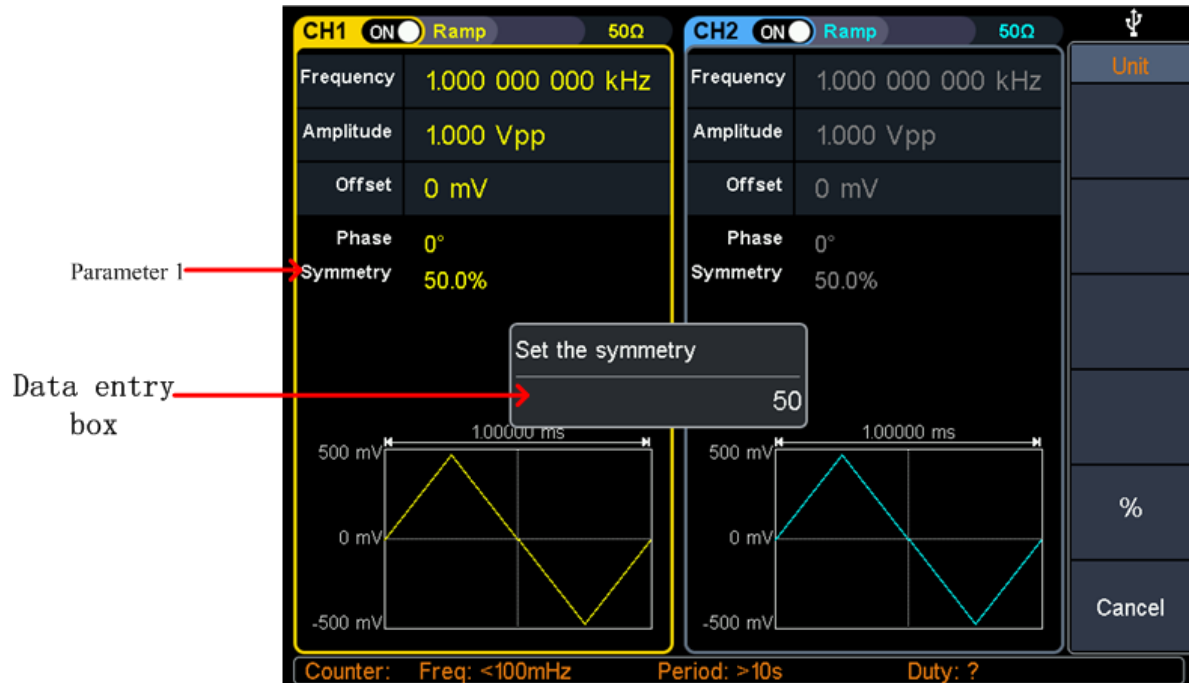 CH1 ON Ramp 50Ω
Frequency 1.000 000 000 kHz
Amplitude 1.000 Vpp
Offset 0 mV
Phase 0°
Symmetry 50.0%
CH2 ON Ramp 50Ω
Frequency 1.000 000 000 kHz
Amplitude 1.000 Vpp
Offset 0 mV
Phase 0°
Symmetry 50.0%
Parameter 1
Data entry
box
Set the symmetry
50
1.00000 ms
500 mV
0 mV
-500 mV
1.00000 ms
500 mV
0 mV
-500 mV
Unit
%
Cancel
Counter: Freq: <100mHz Period: >10s Duty: ?